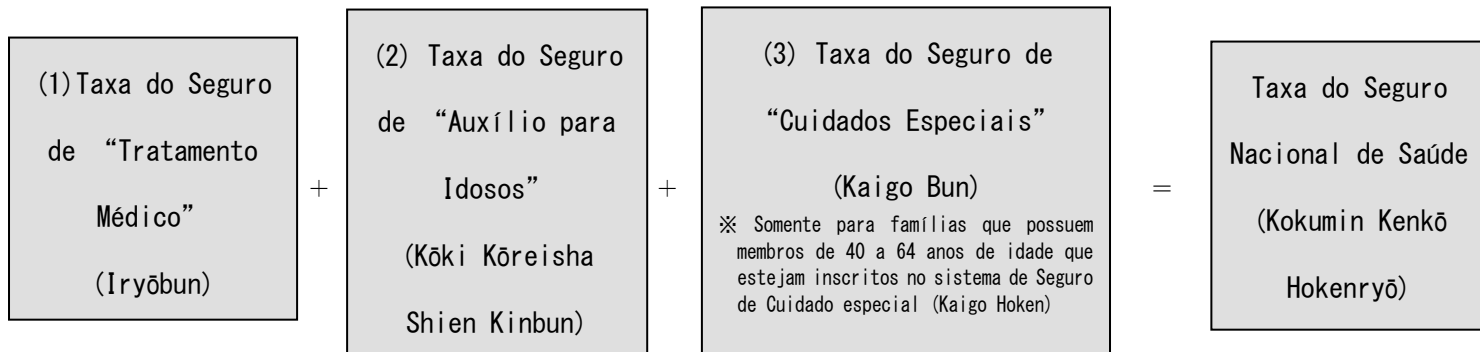 (1)Taxa do Seguro
de “Tratamento
Médico”
(Iryōbun)
+
(2) Taxa do Seguro
de “Auxílio para
Idosos”
(Kōki Kōreisha
Shien Kinbun)
+
(3) Taxa do Seguro de
“Cuidados Especiais”
(Kaigo Bun)
※ Somente para famílias que possuem
membros de 40 a 64 anos de idade que
estejam inscritos no sistema de Seguro
de Cuidado especial (Kaigo Hoken)
=
Taxa do Seguro
Nacional de Saúde
(Kokumin Kenkō
Hokenryō)